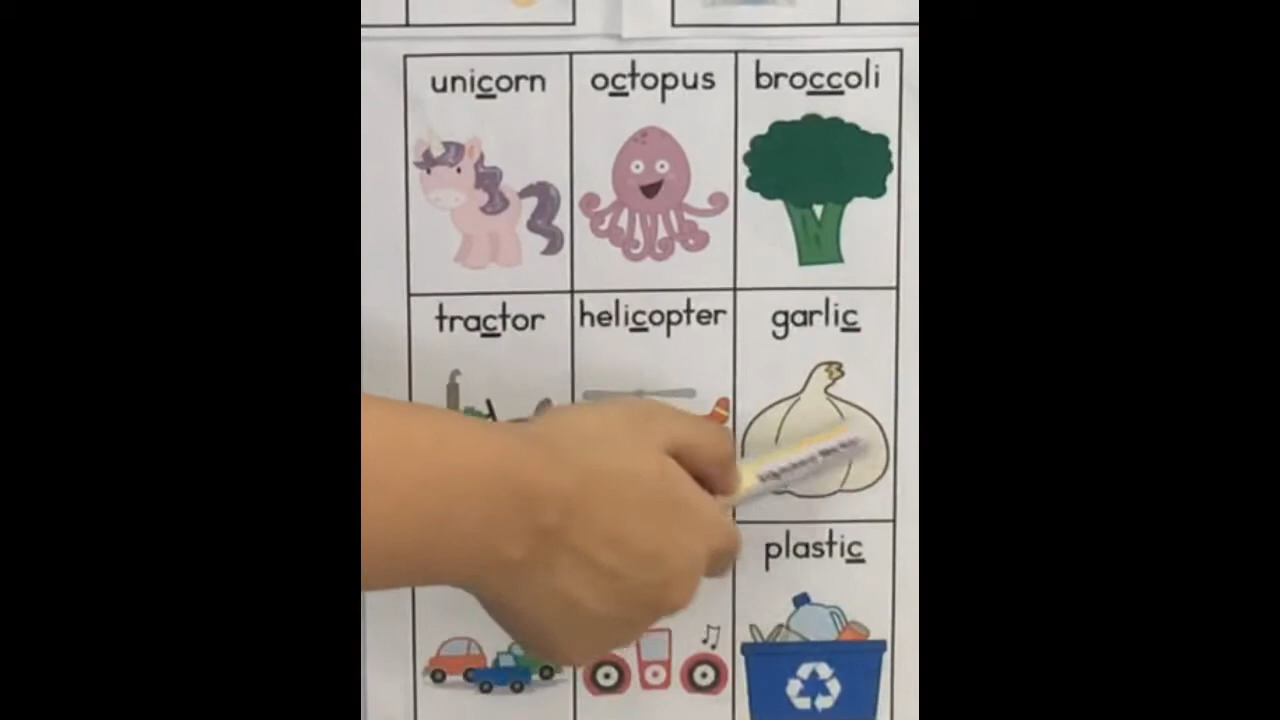 unicorn
octopus
broccoli
tractor
helicopter
garlic
plastic